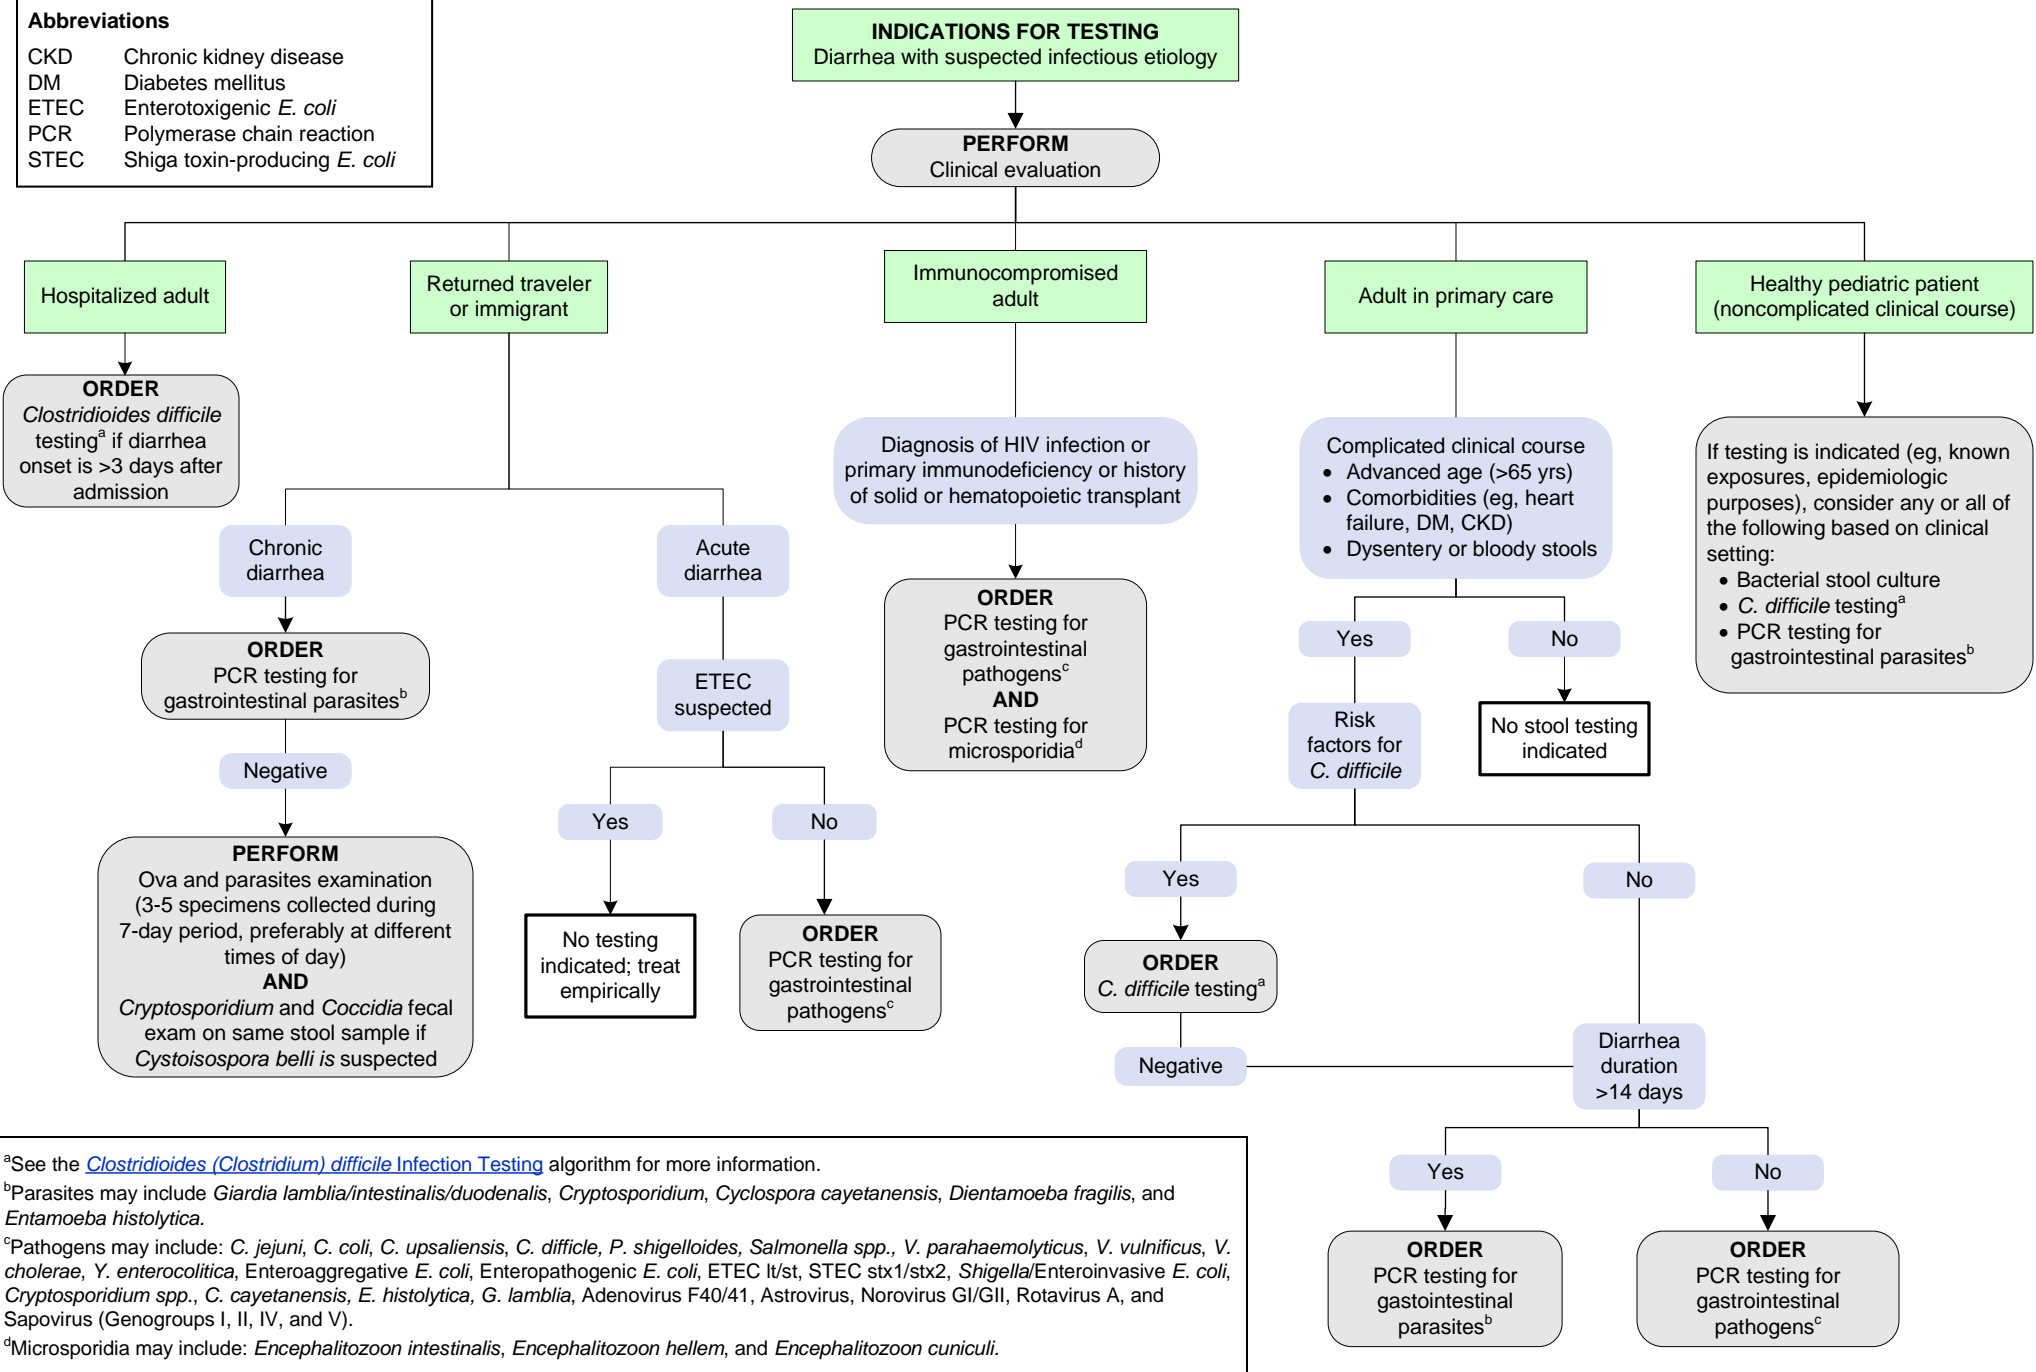 Abbreviations
CKD Chronic kidney disease
DM Diabetes mellitus
ETEC Enterotoxigenic E. coli
PCR Polymerase chain reaction
STEC Shiga toxin-producing E. coli
INDICATIONS FOR TESTING
Diarrhea with suspected infectious etiology
PERFORM
Clinical evaluation
Hospitalized adult
ORDER
Clostridioides difficile
testingᵃ if diarrhea
onset is >3 days after
admission
Returned traveler
or immigrant
Chronic
diarrhea
ORDER
PCR testing for
gastrointestinal parasitesᵇ
Negative
PERFORM
Ova and parasites examination
(3-5 specimens collected during
7-day period, preferably at different
times of day)
AND
Cryptosporidium and Coccidia fecal
exam on same stool sample if
Cystoisospora belli is suspected
Acute
diarrhea
ETEC
suspected
Yes
No testing
indicated; treat
empirically
No
ORDER
PCR testing for
gastrointestinal
pathogensᶜ
Immunocompromised
adult
Diagnosis of HIV infection or
primary immunodeficiency or history
of solid or hematopoietic transplant
ORDER
PCR testing for
gastrointestinal
pathogensᶜ
AND
PCR testing for
microsporidiaᵈ
Adult in primary care
Complicated clinical course
• Advanced age (>65 yrs)
• Comorbidities (eg, heart
failure, DM, CKD)
• Dysentery or bloody stools
Yes
No
No stool testing
indicated
Risk
factors for
C. difficile
Yes
ORDER
C. difficile testingᵃ
Negative
No
Diarrhea
duration
>14 days
Yes
ORDER
PCR testing for
gastointestinal
parasitesᵇ
No
ORDER
PCR testing for
gastrointestinal
pathogensᶜ
Healthy pediatric patient
(noncomplicated clinical course)
If testing is indicated (eg, known
exposures, epidemiologic
purposes), consider any or all of
the following based on clinical
setting:
• Bacterial stool culture
• C. difficile testingᵃ
• PCR testing for
gastrointestinal parasitesᵇ
ᵃSee the Clostridioides (Clostridium) difficile Infection Testing algorithm for more information.
ᵇParasites may include Giardia lamblia/intestinalis/duodenalis, Cryptosporidium, Cyclospora cayetanensis, Dientamoeba fragilis, and
Entamoeba histolytica.
ᶜPathogens may include: C. jejuni, C. coli, C. upsaliensis, C. difficle, P. shigelloides, Salmonella spp., V. parahaemolyticus, V. vulnificus, V.
cholerae, Y. enterocolitica, Enteroaggregative E. coli, Enteropathogenic E. coli, ETEC lt/st, STEC stx1/stx2, Shigella/Enteroinvasive E. coli,
Cryptosporidium spp., C. cayetanensis, E. histolytica, G. lamblia, Adenovirus F40/41, Astrovirus, Norovirus GI/GII, Rotavirus A, and
Sapovirus (Genogroups I, II, IV, and V).
ᵈMicrosporidia may include: Encephalitozoon intestinalis, Encephalitozoon hellem, and Encephalitozoon cuniculi.